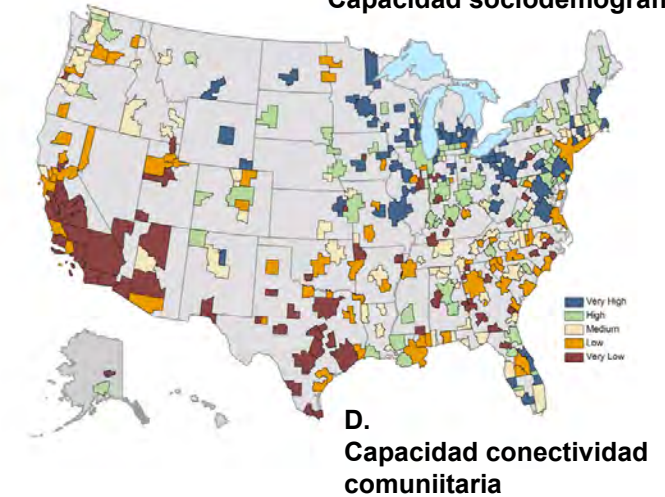 Capacidad sociodemográfi
Very High
High
Medium
Low
Very Low
D.
Capacidad conectividad
comuniitaria